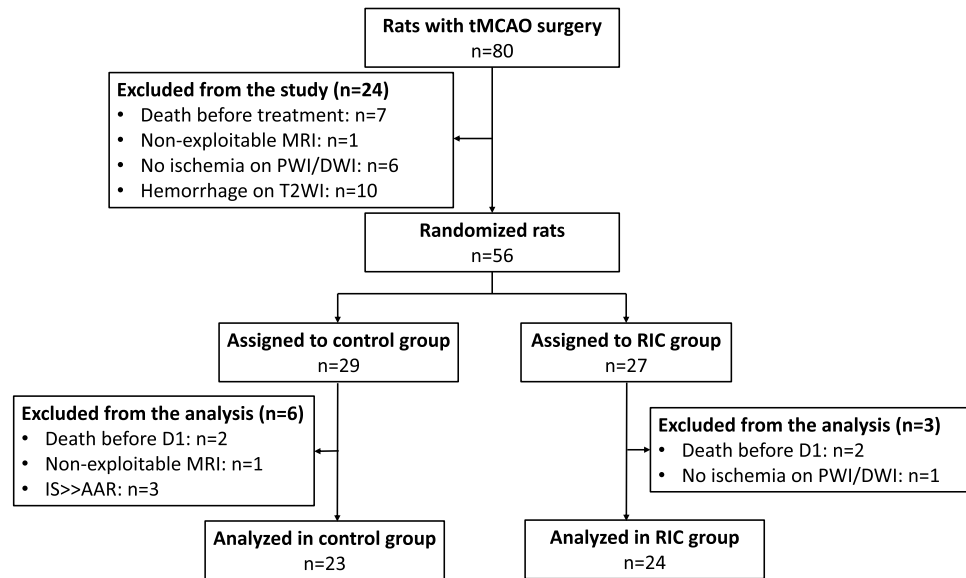 Rats with tMCAO surgery
n=80
Excluded from the study (n=24)
• Death before treatment: n=7
• Non-exploitable MRI: n=1
• No ischemia on PWI/DWI: n=6
• Hemorrhage on T2WI: n=10
Randomized rats
n=56
Assigned to control group
n=29
Assigned to RIC group
n=27
Excluded from the analysis (n=6)
• Death before D1: n=2
• Non-exploitable MRI: n=1
• IS>>AAR: n=3
Excluded from the analysis (n=3)
• Death before D1: n=2
• No ischemia on PWI/DWI: n=1
Analyzed in control group
n=23
Analyzed in RIC group
n=24